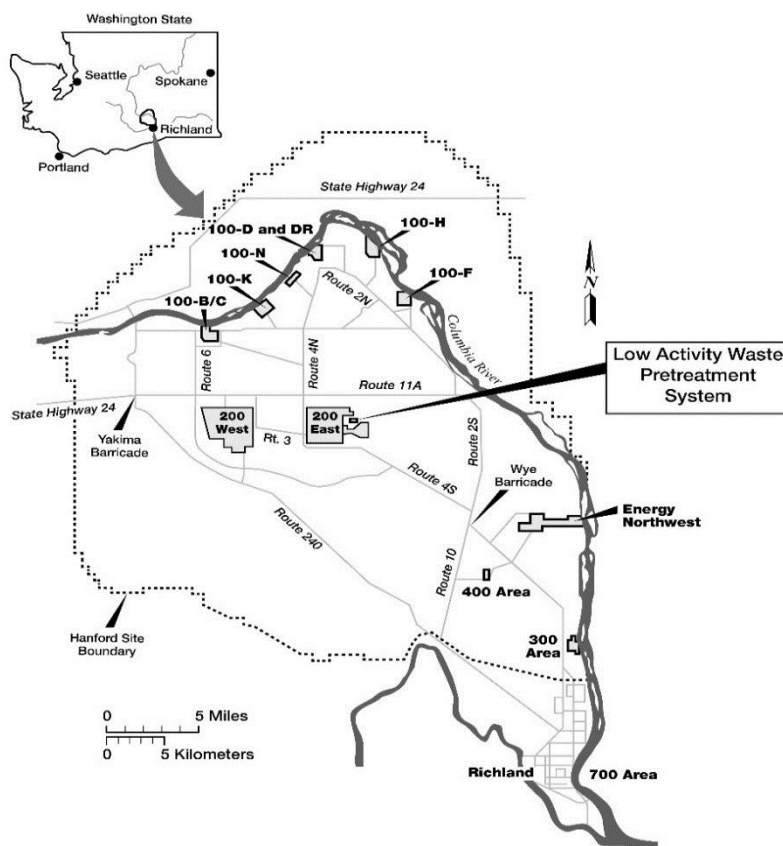 Washington State
Seattle
Spokane
Richland
Portland
State Highway 24
100-D and DR
100-H
100-N
100-K
100-F
100-B/C
Route 2N
N
Columbia River
Low Activity Waste
Pretreatment
System
Route 6
Route 4N
Route 11A
State Highway 24
200
West
200
East
Rt. 3
Route 2S
Yakima
Barricade
Route 4S
Wye
Barricade
Route 240
Energy
Northwest
Route 10
400 Area
Hanford Site
Boundary
300
Area
0 5 Miles
0 5 Kilometers
Richland
700 Area